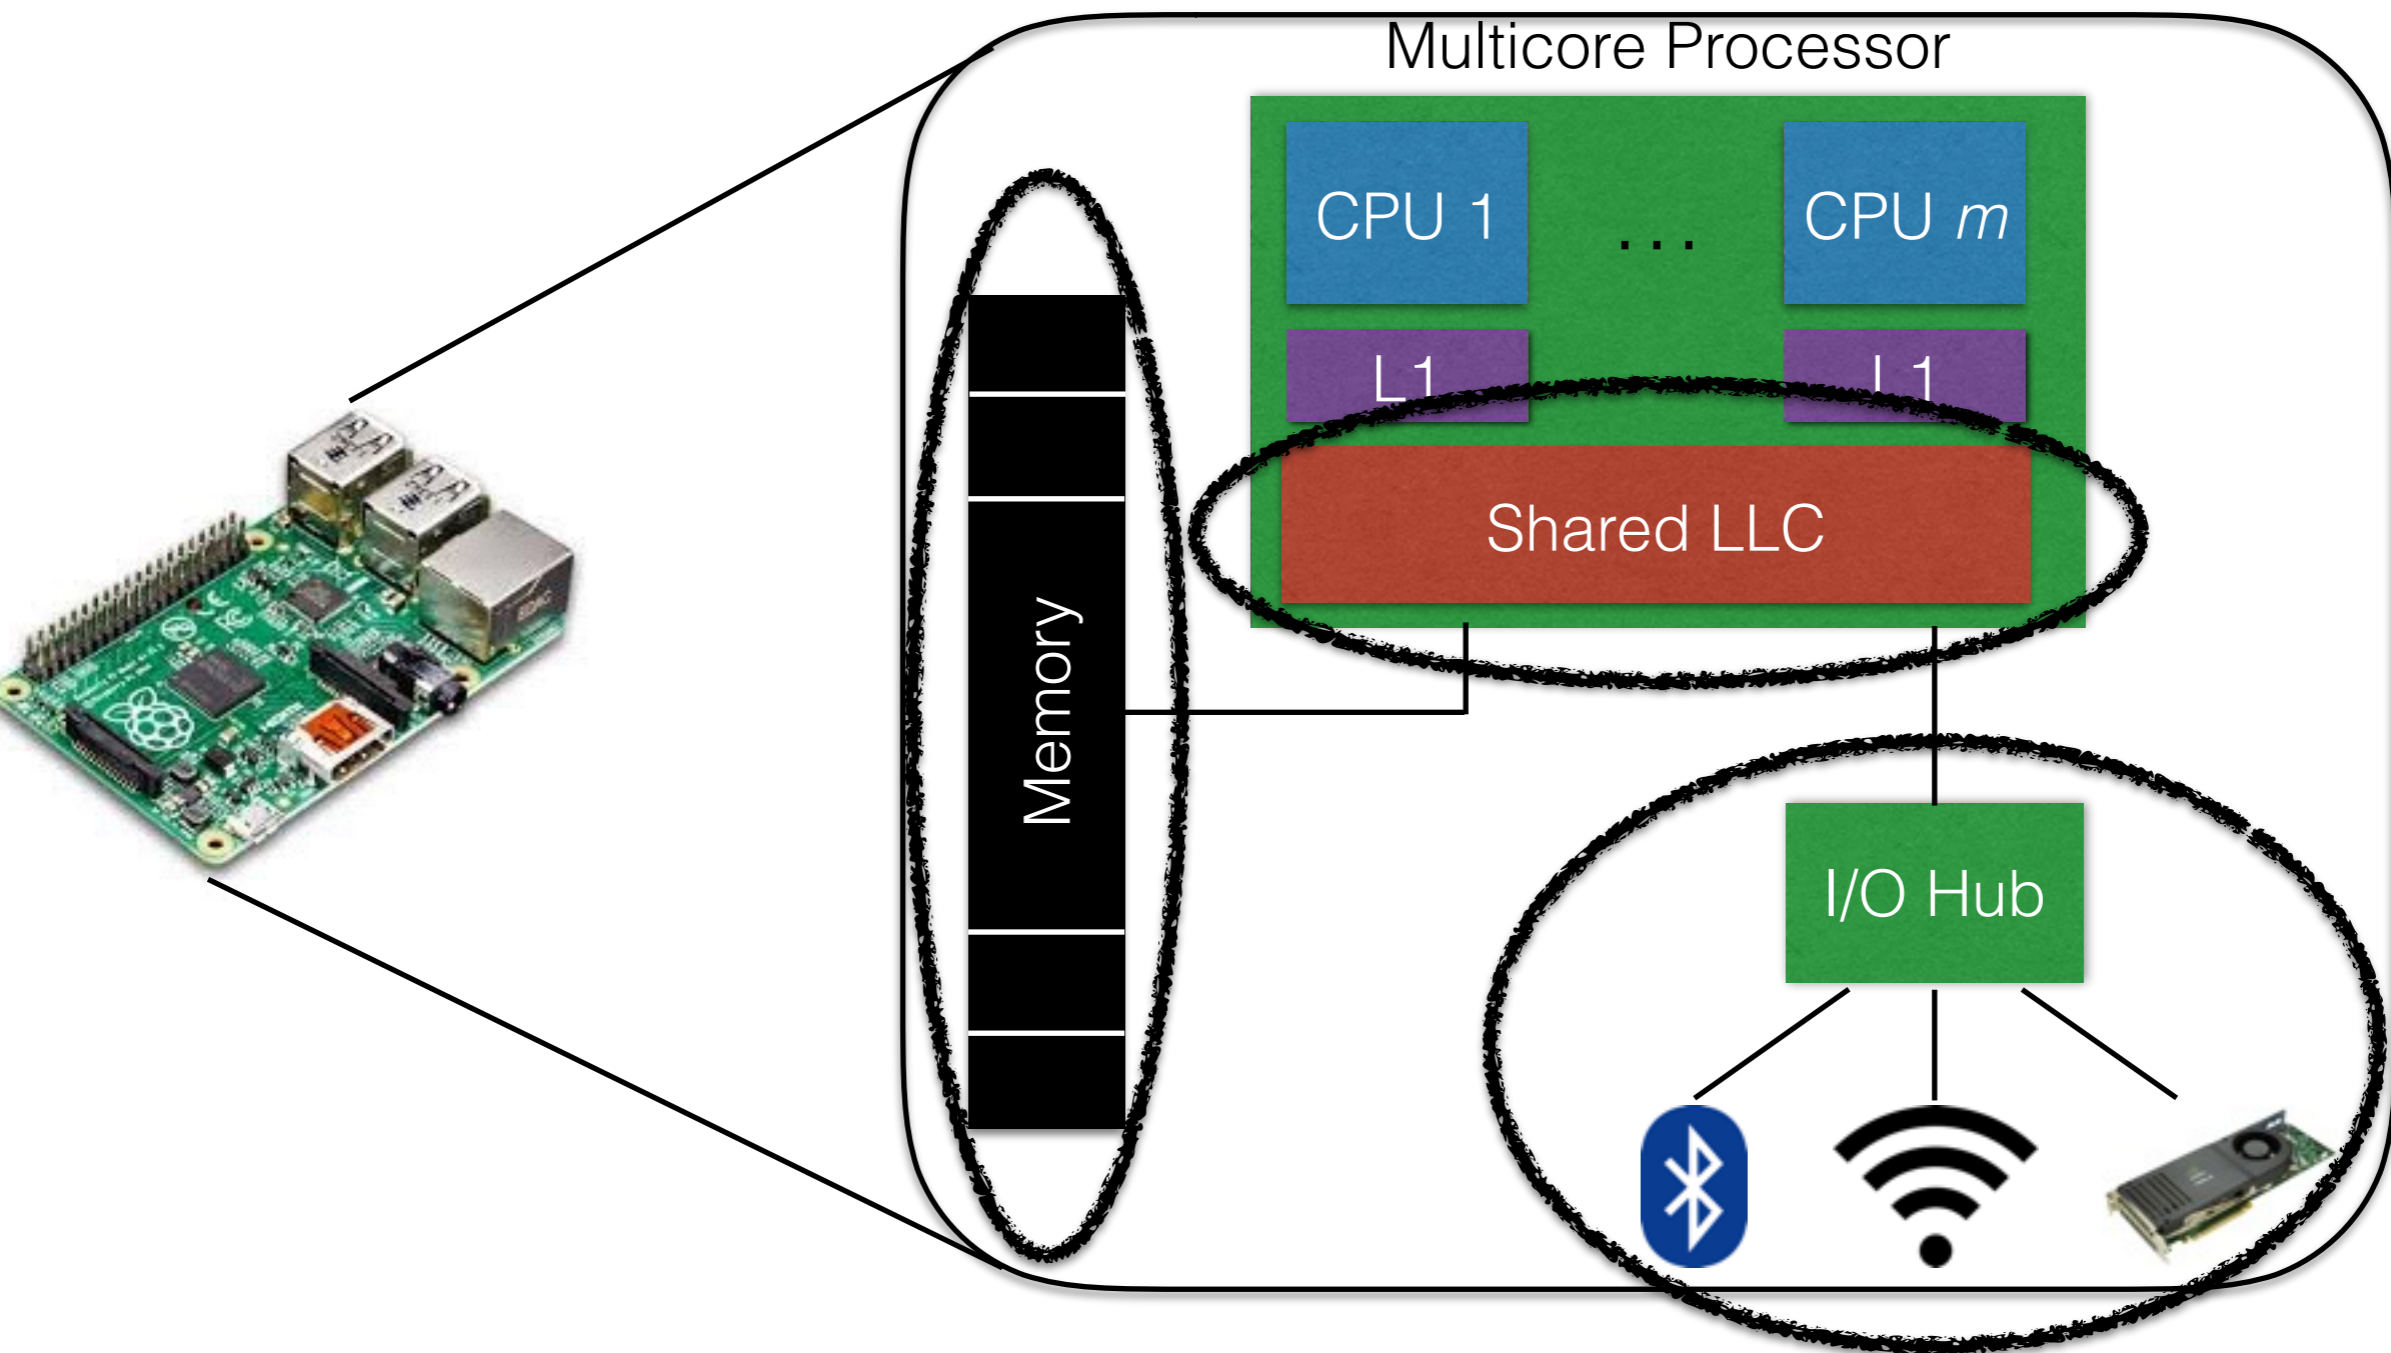 Multicore Processor
CPU 1
...
CPU m
L1
L1
Shared LLC
Memory
I/O Hub